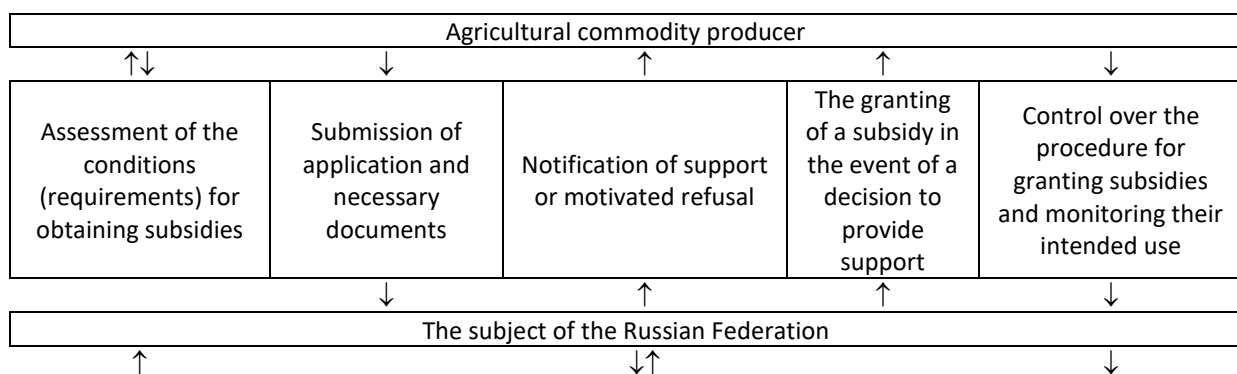 Agricultural commodity producer
↑↓ ↓ ↑ ↑ ↓
Assessment of the
conditions
(requirements) for
obtaining subsidies
Submission of
application and
necessary
documents
Notification of support
or motivated refusal
The granting
of a subsidy in
the event of a
decision to
provide
support
Control over the
procedure for
granting subsidies
and monitoring their
intended use
↓ ↑ ↑ ↓
The subject of the Russian Federation
↑ ↓↑ ↓